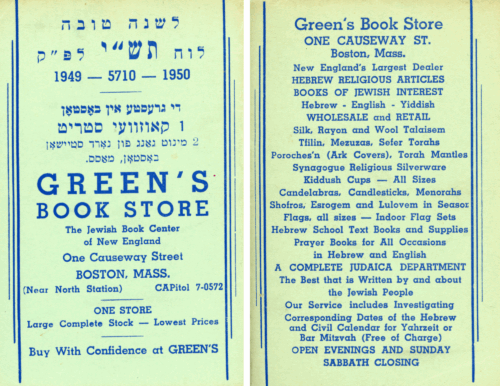 לשנה טובה
לוח תש"י לפ"ק
1949 — 5710 — 1950
די גרעסטע אין באסטאן
1 קאוזוועי סטריט
2 מינוט גאנג פון נארד סטיישאן
באסטאן, מאסס.
GREEN'S
BOOK STORE
The Jewish Book Center
of New England
One Causeway Street
BOSTON, MASS.
(Near North Station) CAPitol 7-0572
ONE STORE
Large Complete Stock — Lowest Prices
Buy With Confidence at GREEN'S
Green's Book Store
ONE CAUSEWAY ST.
Boston, Mass.
New England's Largest Dealer
HEBREW RELIGIOUS ARTICLES
BOOKS OF JEWISH INTEREST
Hebrew - English - Yiddish
WHOLESALE and RETAIL
Silk, Rayon and Wool Talaisem
Tfilin, Mezuzas, Sefer Torahs
Poroches'n (Ark Covers), Torah Mantles
Synagogue Religious Silverware
Kiddush Cups — All Sizes
Candelabras, Candlesticks, Menorahs
Shofros, Esrogem and Lulovem in Season
Flags, all sizes — Indoor Flag Sets
Hebrew School Text Books and Supplies
Prayer Books for All Occasions
in Hebrew and English
A COMPLETE JUDAICA DEPARTMENT
The Best that is Written by and about
the Jewish People
Our Service includes Investigating
Corresponding Dates of the Hebrew
and Civil Calendar for Yahrzeit or
Bar Mitzvah (Free of Charge)
OPEN EVENINGS AND SUNDAY
SABBATH CLOSING